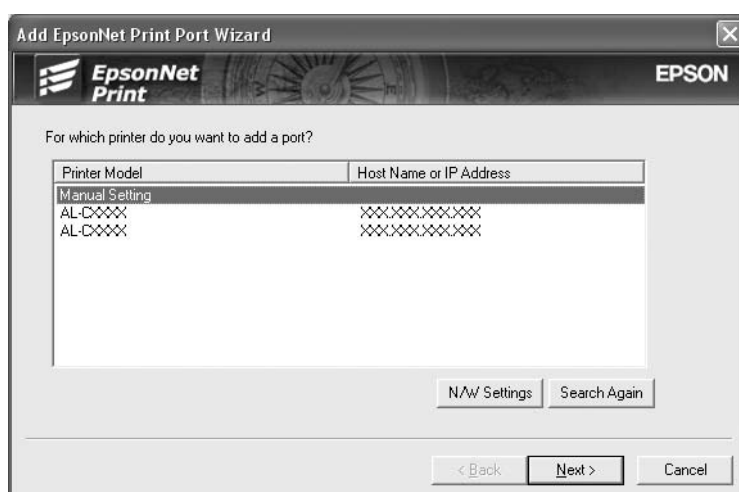 Add EpsonNet Print Port Wizard
EpsonNet
Print
EPSON
For which printer do you want to add a port?
Printer Model Host Name or IP Address
Manual Setting
AL-CXXXX XXX.XXX.XXX.XXX
AL-CXXXX XXX.XXX.XXX.XXX
N/W Settings Search Again
< Back Next > Cancel